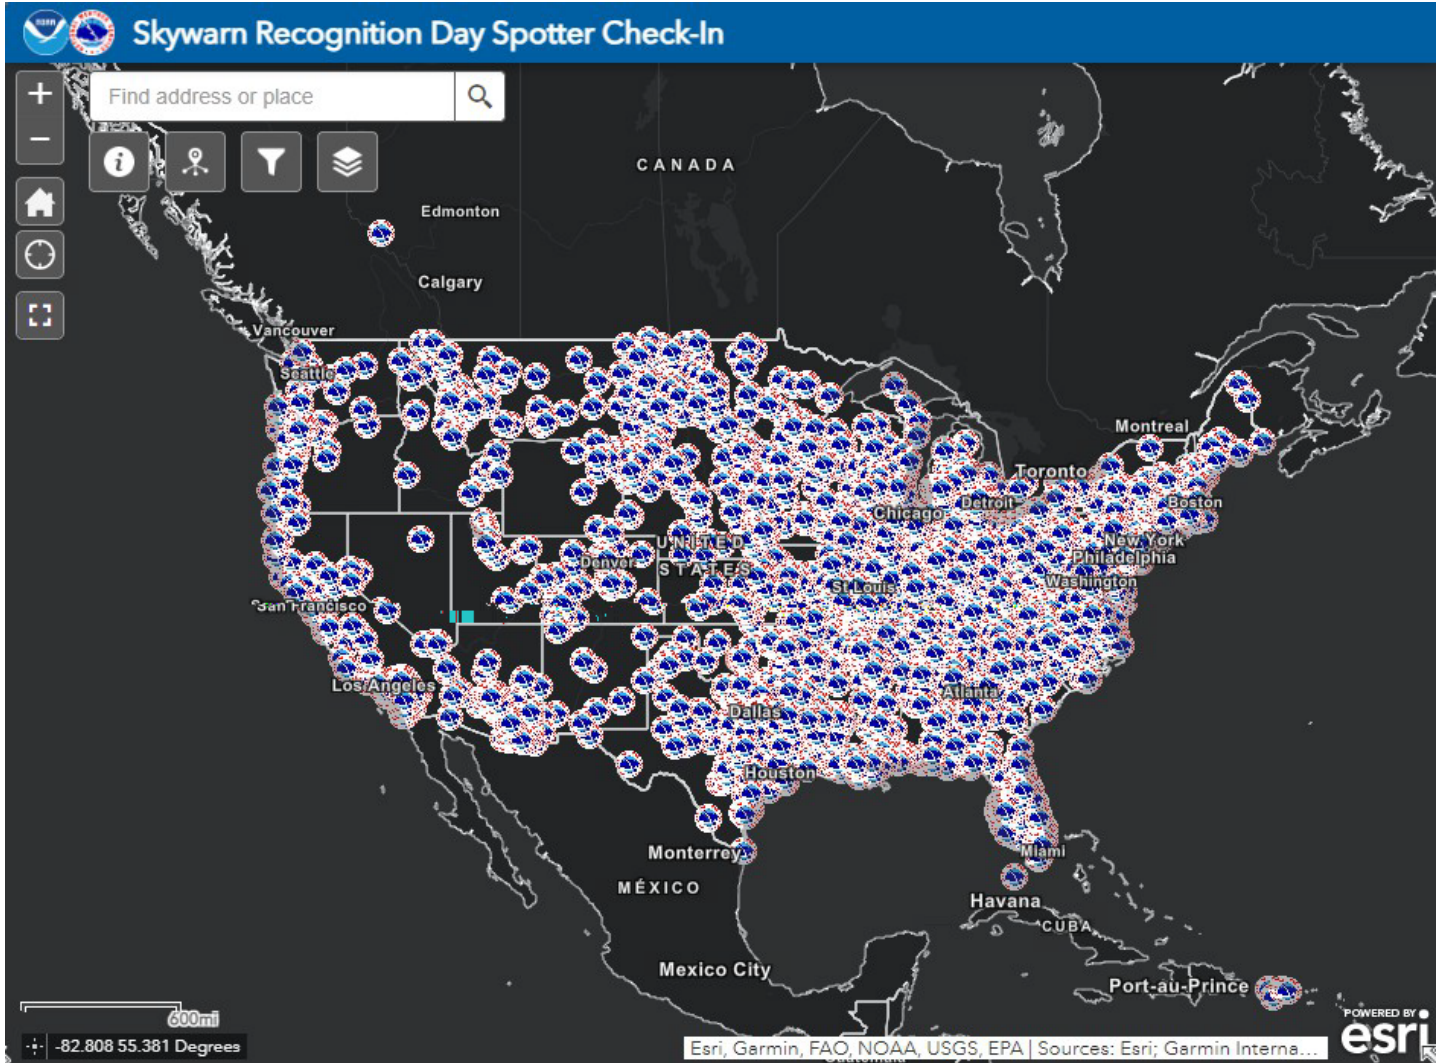 Skywarn Recognition Day Spotter Check-In
Find address or place
CANADA
Edmonton
Calgary
Vancouver
Seattle
Montreal
Toronto
Detroit
Boston
Chicago
New York
UNITED
Philadelphia
Denver
STATES
Washington
St Louis
San Francisco
Los Angeles
Atlanta
Dallas
Houston
Monterrey
Miami
MÉXICO
Havana
CUBA
Mexico City
Port-au-Prince
600mi
POWERED BY
esri
-82.808 55.381 Degrees
Esri, Garmin, FAO, NOAA, USGS, EPA | Sources: Esri; Garmin Interna...